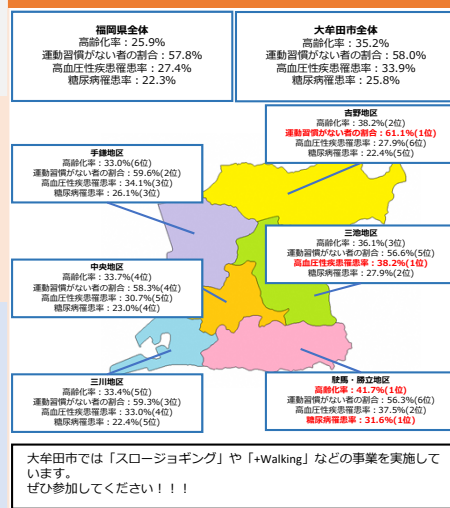 福岡県全体
高齢化率：25.9%
運動習慣がない者の割合：57.8%
高血圧性疾患罹患率：27.4%
糖尿病罹患率：22.3%
大牟田市全体
高齢化率：35.2%
運動習慣がない者の割合：58.0%
高血圧性疾患罹患率：33.9%
糖尿病罹患率：25.8%
吉野地区
高齢化率：38.2%(2位)
運動習慣がない者の割合：61.1%(1位)
高血圧性疾患罹患率：27.9%(6位)
糖尿病罹患率：22.4%(5位)
手鎌地区
高齢化率：33.0%(6位)
運動習慣がない者の割合：59.6%(2位)
高血圧性疾患罹患率：34.1%(3位)
糖尿病罹患率：26.1%(3位)
三池地区
高齢化率：36.1%(3位)
運動習慣がない者の割合：56.6%(5位)
高血圧性疾患罹患率：38.2%(1位)
糖尿病罹患率：27.9%(2位)
中央地区
高齢化率：33.7%(4位)
運動習慣がない者の割合：58.3%(4位)
高血圧性疾患罹患率：30.7%(5位)
糖尿病罹患率：23.0%(4位)
三川地区
高齢化率：33.4%(5位)
運動習慣がない者の割合：59.3%(3位)
高血圧性疾患罹患率：33.0%(4位)
糖尿病罹患率：22.4%(5位)
駛馬・勝立地区
高齢化率：41.7%(1位)
運動習慣がない者の割合：56.3%(6位)
高血圧性疾患罹患率：37.5%(2位)
糖尿病罹患率：31.6%(1位)
大牟田市では「スロージョギング」や「+Walking」などの事業を実施して
います。
ぜひ参加してください！！！